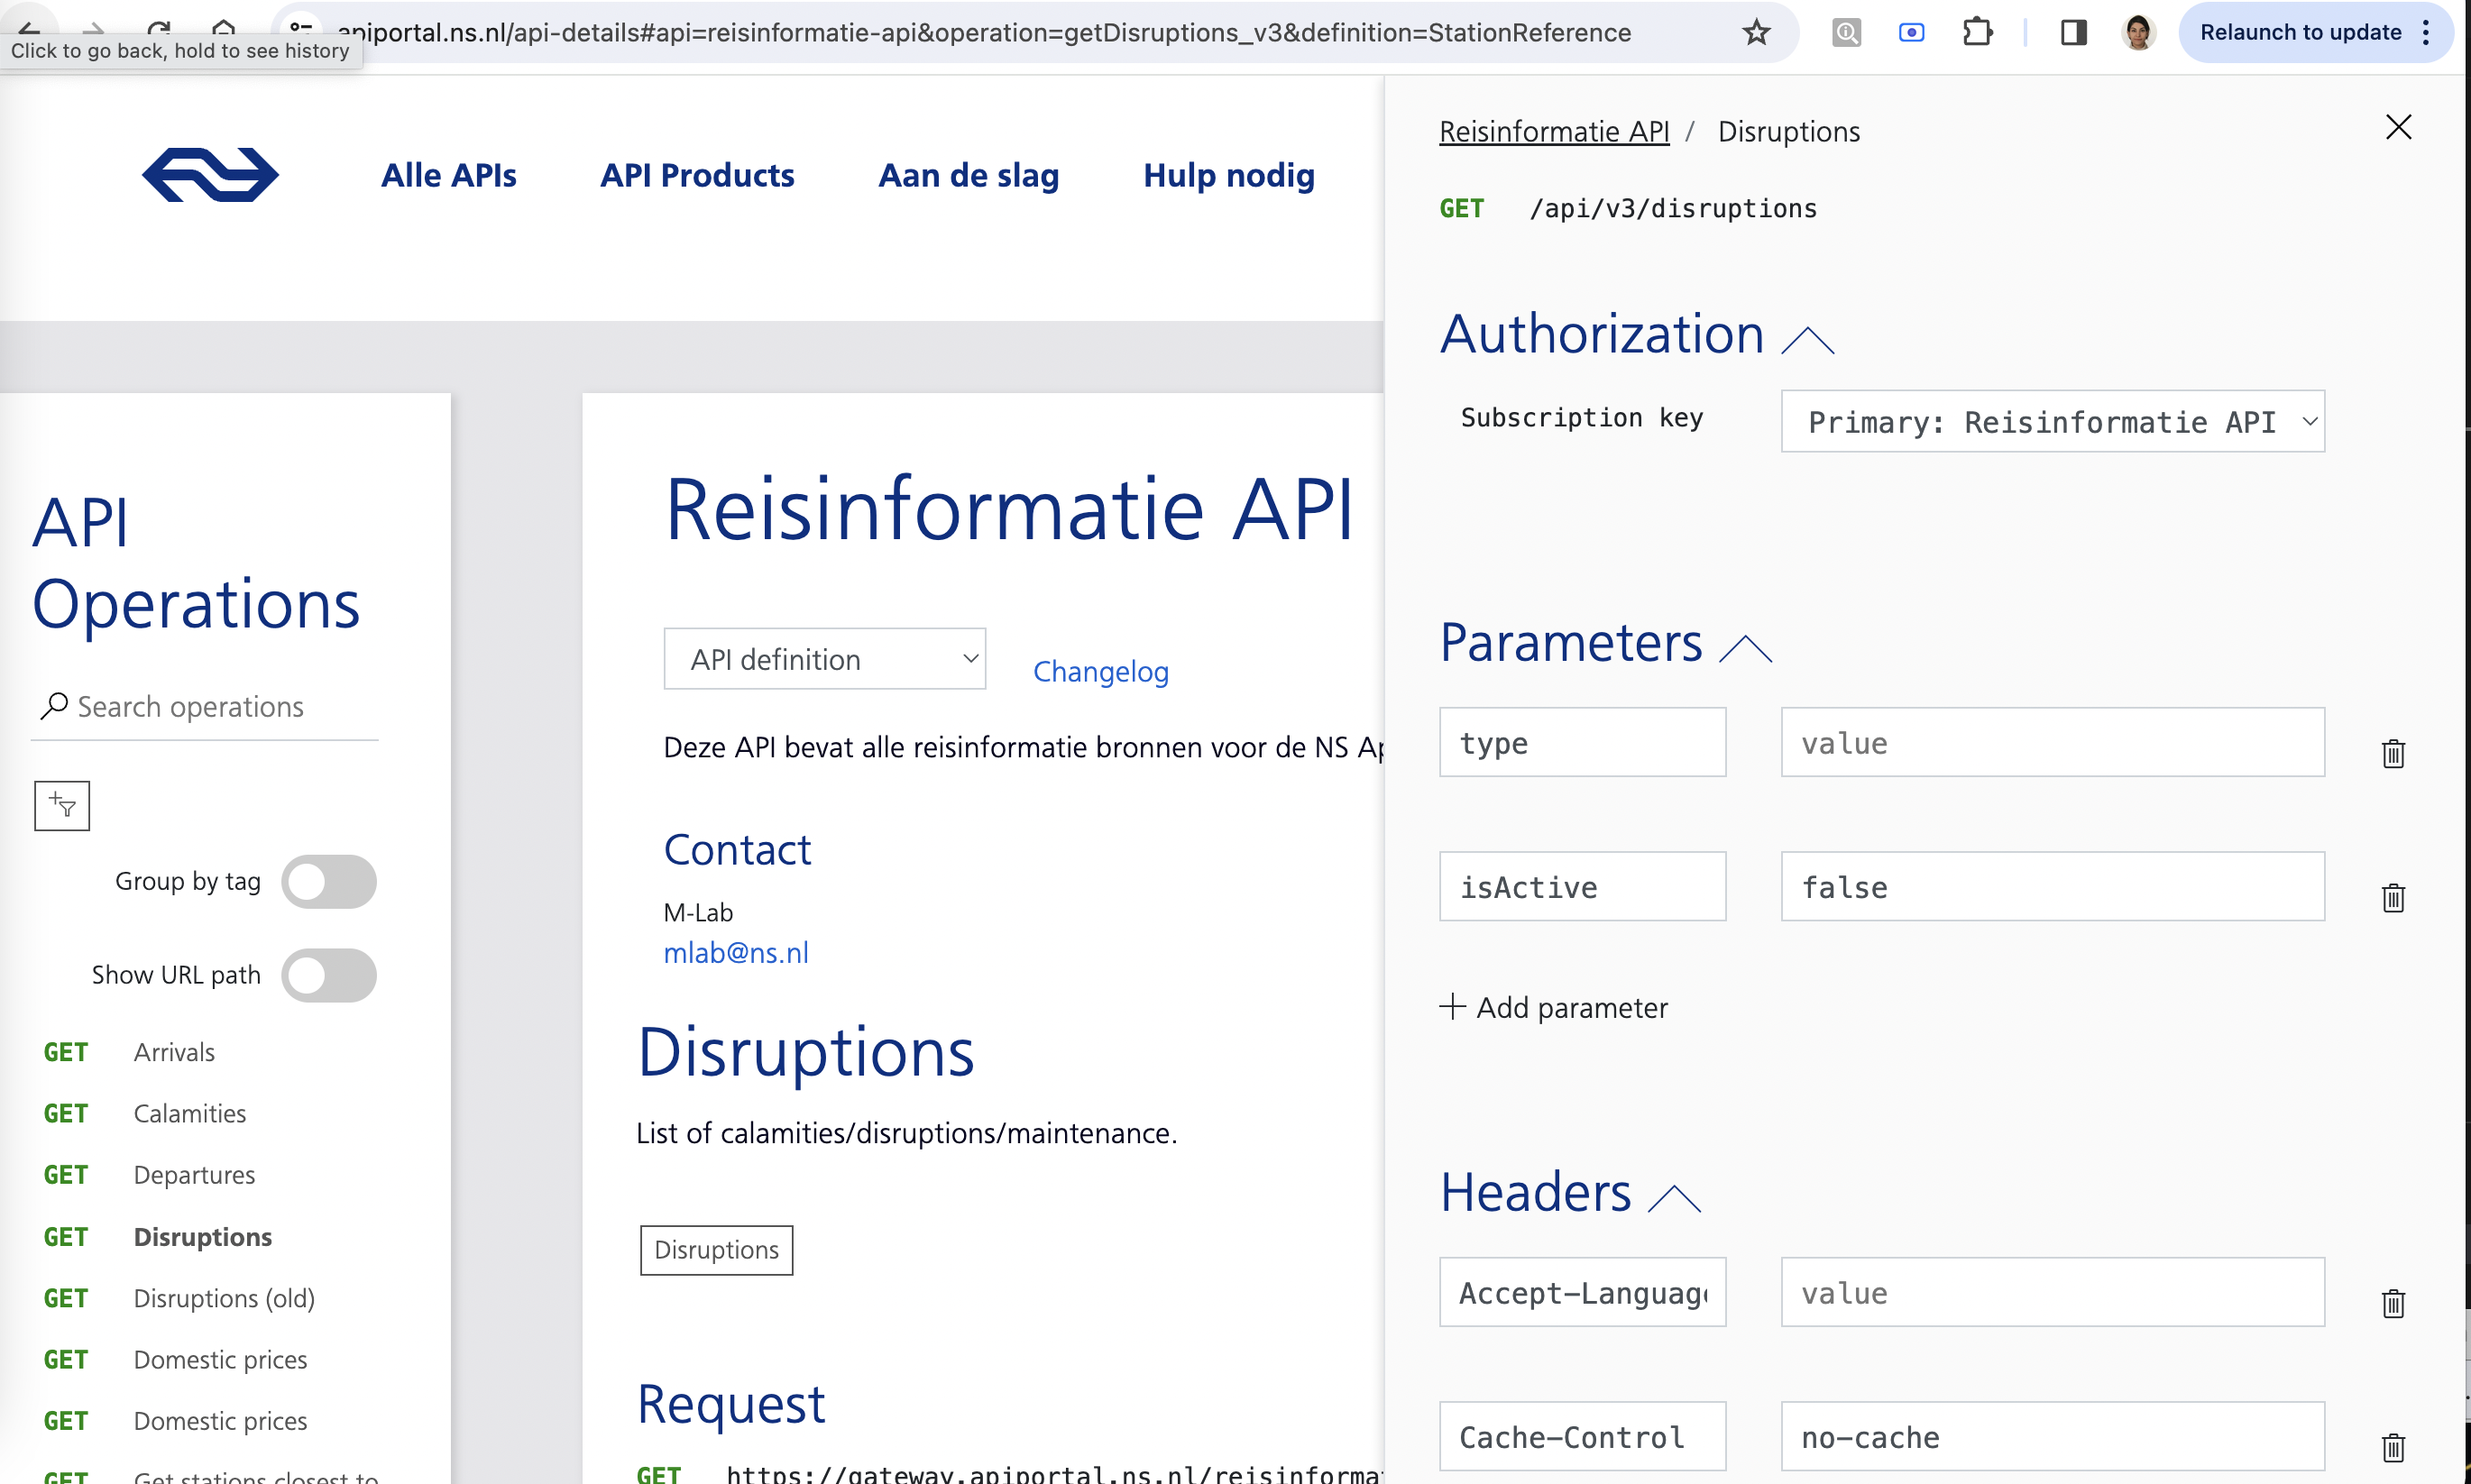 apiportal.ns.nl/api-details#api=reisinformatie-api&operation=getDisruptions_v3&definition=StationReference
Relaunch to update
Click to go back, hold to see history
Alle APIs
API Products
Aan de slag
Hulp nodig
API
Operations
Search operations
Group by tag
Show URL path
GET Arrivals
GET Calamities
GET Departures
GET Disruptions
GET Disruptions (old)
GET Domestic prices
GET Domestic prices
GET Get stations closest to
Reisinformatie API
API definition
Changelog
Deze API bevat alle reisinformatie bronnen voor de NS
Contact
M-Lab
mlab@ns.nl
Disruptions
List of calamities/disruptions/maintenance.
Disruptions
Request
GET https://gateway.apiportal.ns.nl/reisinforma
Reisinformatie API / Disruptions
GET /api/v3/disruptions
Authorization
Subscription key
Primary: Reisinformatie API
Parameters
type
value
isActive
false
+ Add parameter
Headers
Accept-Languag
value
Cache-Control
no-cache